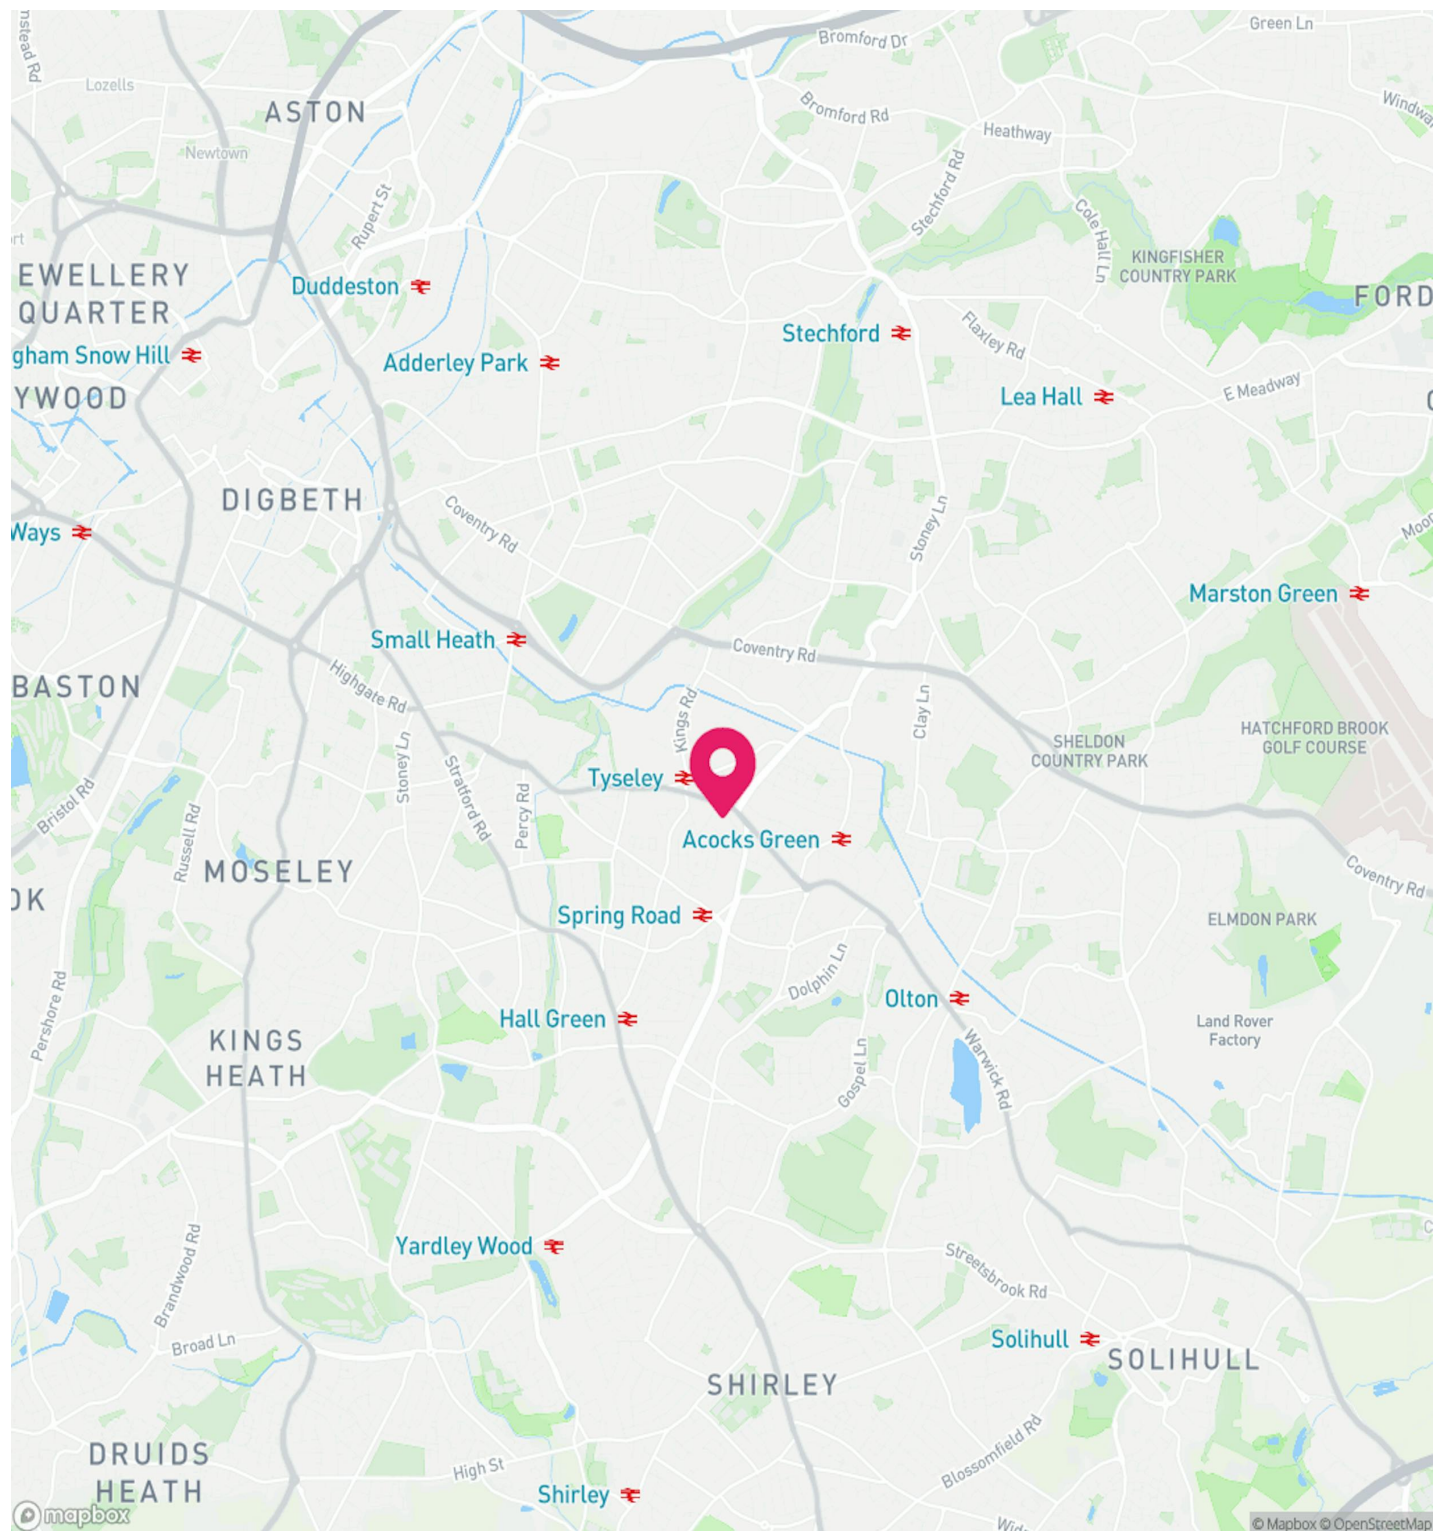 mstead Rd
Green Ln
Bromford Dr
Lozells
ASTON
Bromford Rd
Heathway
Newtown
Stechford Rd
Rupert St
Cole Hall Ln
ort
KINGFISHER
COUNTRY PARK
EWELLERY
QUARTER
Duddeston
FORD
Stechford
Flaxley Rd
gham Snow Hill
Adderley Park
YWOOD
Lea Hall
E Meadway
DIGBETH
Coventry Rd
Stoney Ln
Ways
Marston Green
Small Heath
Coventry Rd
BASTON
Highgate Rd
Kings Rd
Clay Ln
SHELDON
COUNTRY PARK
HATCHFORD BROOK
GOLF COURSE
Stoney Ln
Stratford Rd
Tyseley
Percy Rd
Bristol Rd
Russell Rd
Acocks Green
MOSELEY
Coventry Rd
OK
Spring Road
ELMDON PARK
Dolphin Ln
Pershore Rd
Olton
Hall Green
Land Rover
Factory
KINGS
HEATH
Gospel Ln
Warwick Rd
Yardley Wood
Brandwood Rd
Streetsbrook Rd
Broad Ln
Solihull
SOLIHULL
SHIRLEY
DRUIDS
HEATH
High St
Blossomfield Rd
Shirley
mapbox
© Mapbox © OpenStreetMap